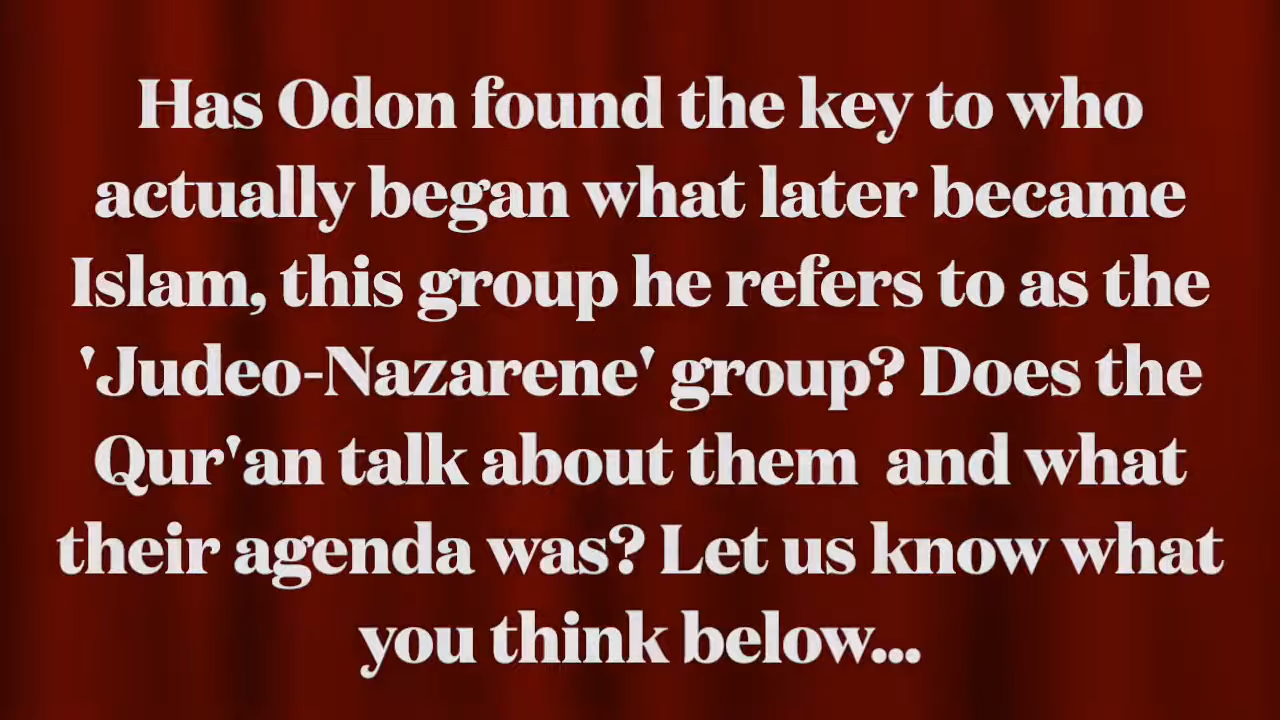 Has Odon found the key to who
actually began what later became
Islam, this group he refers to as the
'Judeo-Nazarene' group? Does the
Qur'an talk about them  and what
their agenda was? Let us know what
you think below...